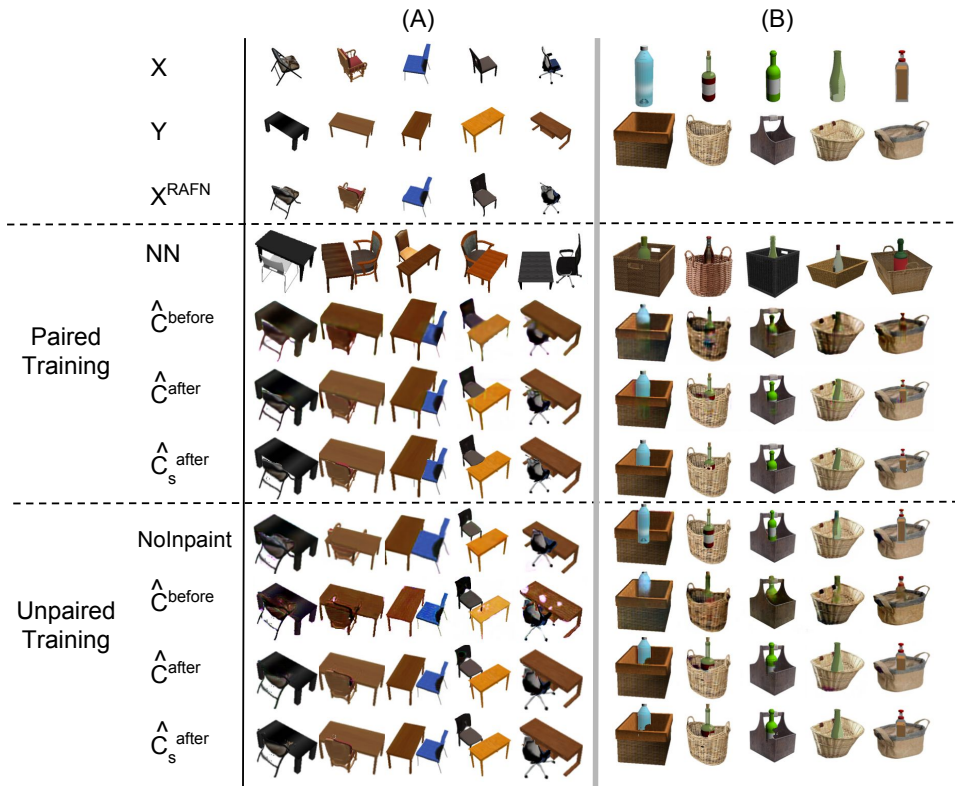 (A) (B)
X
Y
X^RAFN
NN
Ĉ^before
Paired
Training
Ĉ^after
Ĉ_s^after
NoInpaint
Ĉ^before
Unpaired
Training
Ĉ^after
Ĉ_s^after